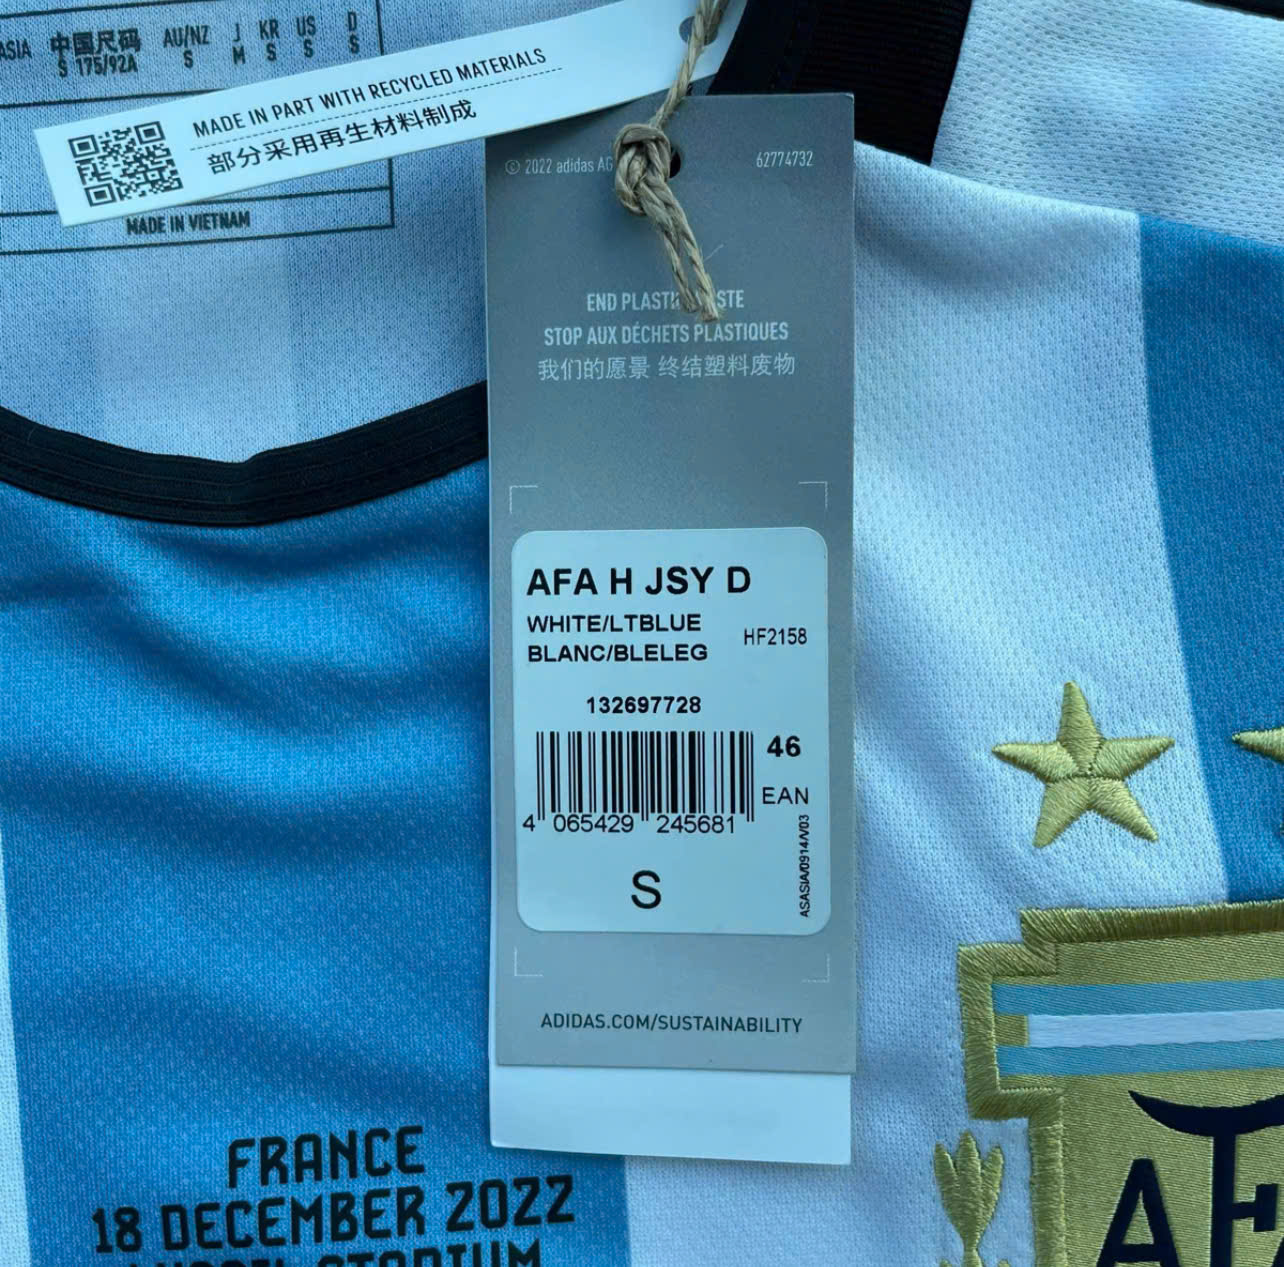 ASIA 中国尺码 AU/NZ J KR US D
S 175/92A S M S S S
MADE IN PART WITH RECYCLED MATERIALS
部分采用再生材料制成
MADE IN VIETNAM
© 2022 adidas AG
62774732
END
STOP AUX DÉCHETS PLASTIQUES
我们的愿景 终结塑料废物
AFA H JSY D
WHITE/LTBLUE
BLANC/BLELEG
HF2158
132697728
46
EAN
4 065429 245681
ASASIA/0914/V03
S
ADIDAS.COM/SUSTAINABILITY
FRANCE
18 DECEMBER 2022
STADIUM